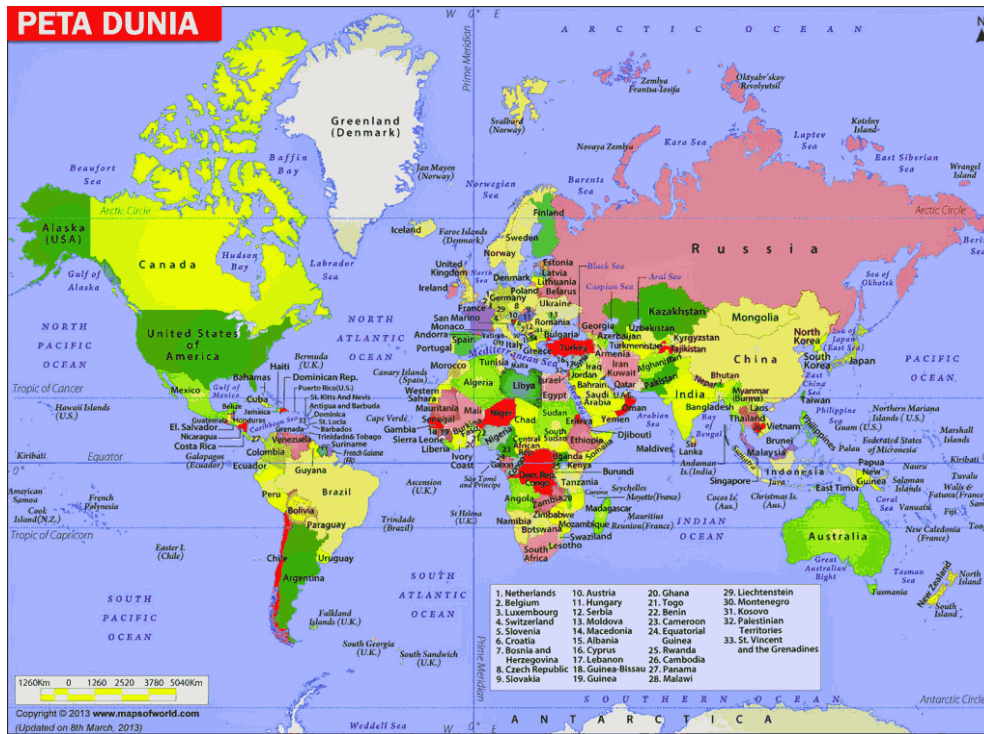 PETA DUNIA
W 0° E
N
ARCTIC OCEAN
Prime Meridian
Greenland
(Denmark)
Svalbard
(Norway)
Zemlya
Frantsa-Iosifa
Oktyabr'skoy
Revolyutsii
Novaya Zemlya
Kara Sea
Laptev
Sea
Kotelny
Island
East Siberian
Sea
Wrangel
Island
Beaufort
Sea
Baffin
Bay
Jan Mayen
(Norway)
Norwegian
Sea
Barents
Sea
Arctic Circle
Arctic Circle
Alaska
(USA)
Gulf of
Alaska
Canada
Hudson
Bay
Labrador
Sea
Iceland
Faroe Islands
(Denmark)
Finland
Sweden
Norway
Russia
Sea of
Okhotsk
United
Kingdom
North
Sea
Ireland
Denmark
Estonia
Latvia
Lithuania
Belarus
Poland
Germany
Ukraine
Black Sea
Caspian Sea
Aral Sea
France
San Marino
Monaco
Andorra
Spain
Portugal
Vatican
City
Italy
Romania
Bulgaria
Greece
Malta
Mediterranean Sea
Turkey
Georgia
Azerbaijan
Armenia
Kazakhstan
Uzbekistan
Turkmenistan
Kyrgyzstan
Tajikistan
Mongolia
China
North
Korea
South
Korea
Japan
Sea of
Japan
(East Sea)
East
China
Sea
NORTH
PACIFIC
OCEAN
United States
of America
NORTH
ATLANTIC
OCEAN
PACIFIC
OCEAN
Tropic of Cancer
Hawaii Islands
(U.S.)
Mexico
Gulf of
Mexico
Bermuda
(U.K.)
Bahamas
Haiti
Cuba
Dominican Rep.
Puerto Rico(U.S.)
St. Kitts And Nevis
Antigua and Barbuda
Dominica
St. Lucia
Barbados
Grenada
Trinidad& Tobago
Belize
Jamaica
Guatemala
Honduras
El. Salvador
Nicaragua
Costa Rica
Caribbean Sea
Venezuela
Suriname
French Guiana
(FR)
Guyana
Colombia
Ecuador
Galapagos
(Ecuador)
Kiribati
Equator
0°
Canary Islands
(Spain)
Morocco
Western
Sahara
Algeria
Tunisia
Libya
Egypt
Israel
Jordan
Iraq
Iran
Kuwait
Bahrain
Qatar
Saudi
Arabia
U.A.E
Oman
Yemen
Afghanistan
Pakistan
Nepal
Bhutan
India
Bangladesh
Myanmar
(Burma)
Laos
Thailand
Vietnam
Taiwan
Cape Verde
Mauritania
Mali
Niger
Chad
Sudan
Eritrea
Senegal
Gambia
Sierra Leone
Liberia
Ivory
Coast
Burkina
Nigeria
Central
African
Rep
South
Sudan
Ethiopia
Djibouti
Somalia
Uganda
Kenya
Gabon
Dem. Rep.
Congo
São Tomé
and Príncipe
Burundi
Tanzania
Arabian
Sea
Bay
of
Bengal
Maldives
Sri
Lanka
Andaman
Is.(India)
Philippines
Philippine
Sea
Guam (U.S.)
Northern Mariana
Islands (U.S.)
Marshall
Islands
Federated States
of Micronesia
Palau
Brunei
Malaysia
Singapore
Sumatra
Indonesia
Java
East Timor
Papua
New
Guinea
Nauru
Kiribati
Solomon
Islands
Tuvalu
Wallis &
Futuna
Vanuatu
Fiji
New Caledonia
(France)
Coral
Sea
American
Samoa
Cook
Island(N.Z.)
French
Polynesia
Peru
Brazil
Bolivia
Paraguay
Uruguay
Chile
Argentina
Ascension
(U.K.)
St Helena
(U.K.)
Trindade
(Brazil)
Angola
Zambia
Zimbabwe
Namibia
Botswana
South
Africa
Lesotho
Swaziland
Mozambique
Madagascar
Comoros
Seychelles
Mayotte(France)
Mauritius
Reunion(France)
INDIAN
OCEAN
Cocos Is.
(Aus.)
Christmas Is.
(Aus.)
Australia
Great
Australian
Bight
Tasman
Sea
Tasmania
New Zealand
North
Island
South
Island
Tropic of Capricorn
Easter I.
(Chile)
SOUTH
PACIFIC
OCEAN
SOUTH
ATLANTIC
OCEAN
Falkland
Islands (U.K.)
South Georgia
(U.K.)
South Sandwich
(U.K.)
1. Netherlands
2. Belgium
3. Luxembourg
4. Switzerland
5. Slovenia
6. Croatia
7. Bosnia and
Herzegovina
8. Czech Republic
9. Slovakia
10. Austria
11. Hungary
12. Serbia
13. Moldova
14. Macedonia
15. Albania
16. Cyprus
17. Lebanon
18. Guinea-Bissau
19. Guinea
20. Ghana
21. Togo
22. Benin
23. Cameroon
24. Equatorial
Guinea
25. Rwanda
26. Cambodia
27. Panama
28. Malawi
29. Liechtenstein
30. Montenegro
31. Kosovo
32. Palestinian
Territories
33. St. Vincent
and the Grenadines
1260Km 0 1260 2520 3780 5040Km
Copyright © 2013 www.mapsofworld.com
(Updated on 8th March, 2013)
Weddell Sea
Prime Meridian
W 0° E
SOUTHERN OCEAN
Antarctic Circle
ANTARCTICA